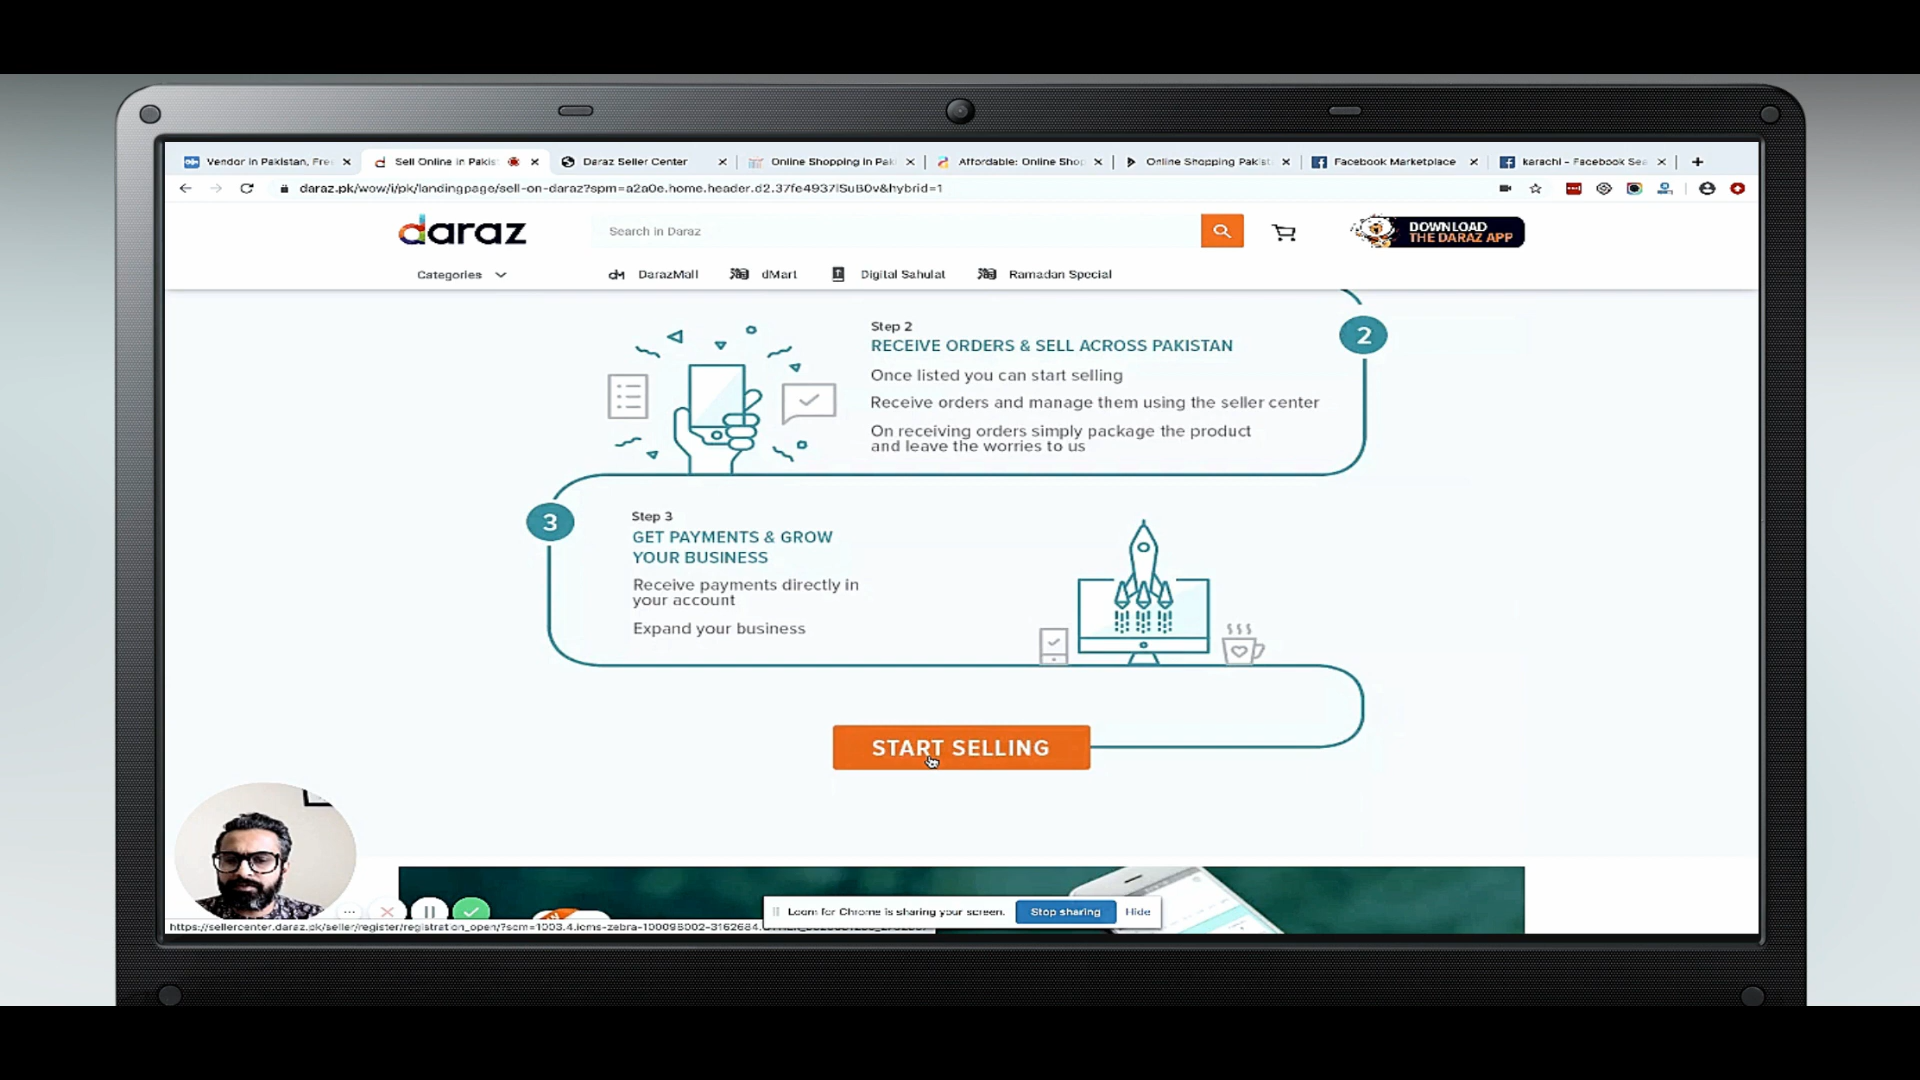 Vendor in Pakistan, Fre
Sell Online in Pakis
Daraz Seller Center
Online Shopping in Pak
Affordable: Online Shop
Online Shopping Pakist
Facebook Marketplace
karachi - Facebook Sea
daraz.pk/wow/i/pk/landingpage/sell-on-daraz?spm=a2a0e.home.header.d2.37fe4937lSuB0v&hybrid=1
daraz
Search in Daraz
DOWNLOAD
THE DARAZ APP
Categories
DarazMall
dMart
Digital Sahulat
Ramadan Special
2
Step 2
RECEIVE ORDERS & SELL ACROSS PAKISTAN
Once listed you can start selling
Receive orders and manage them using the seller center
On receiving orders simply package the product
and leave the worries to us
3
Step 3
GET PAYMENTS & GROW
YOUR BUSINESS
Receive payments directly in
your account
Expand your business
START SELLING
Loom for Chrome is sharing your screen.
Stop sharing
Hide